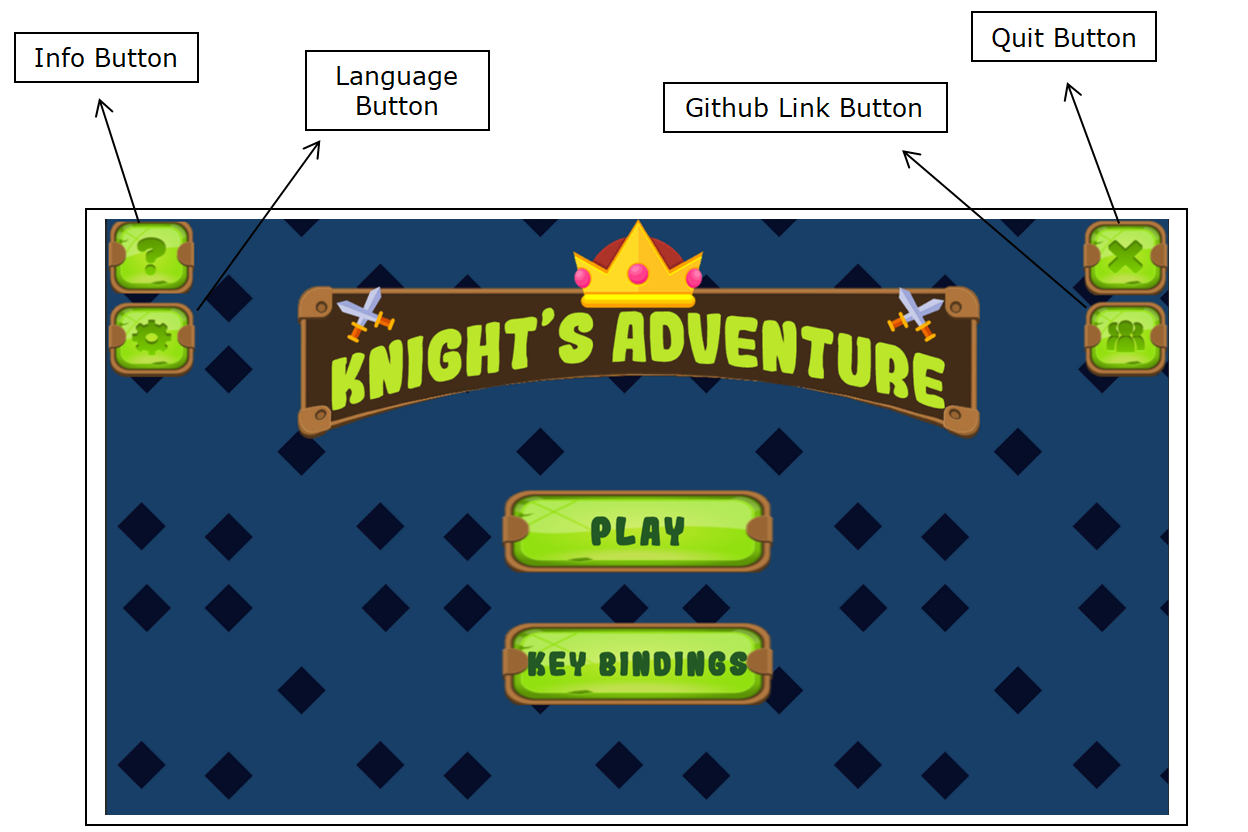 Info Button
Language
Button
Github Link Button
Quit Button
?
KNIGHT'S ADVENTURE
PLAY
KEY BINDINGS